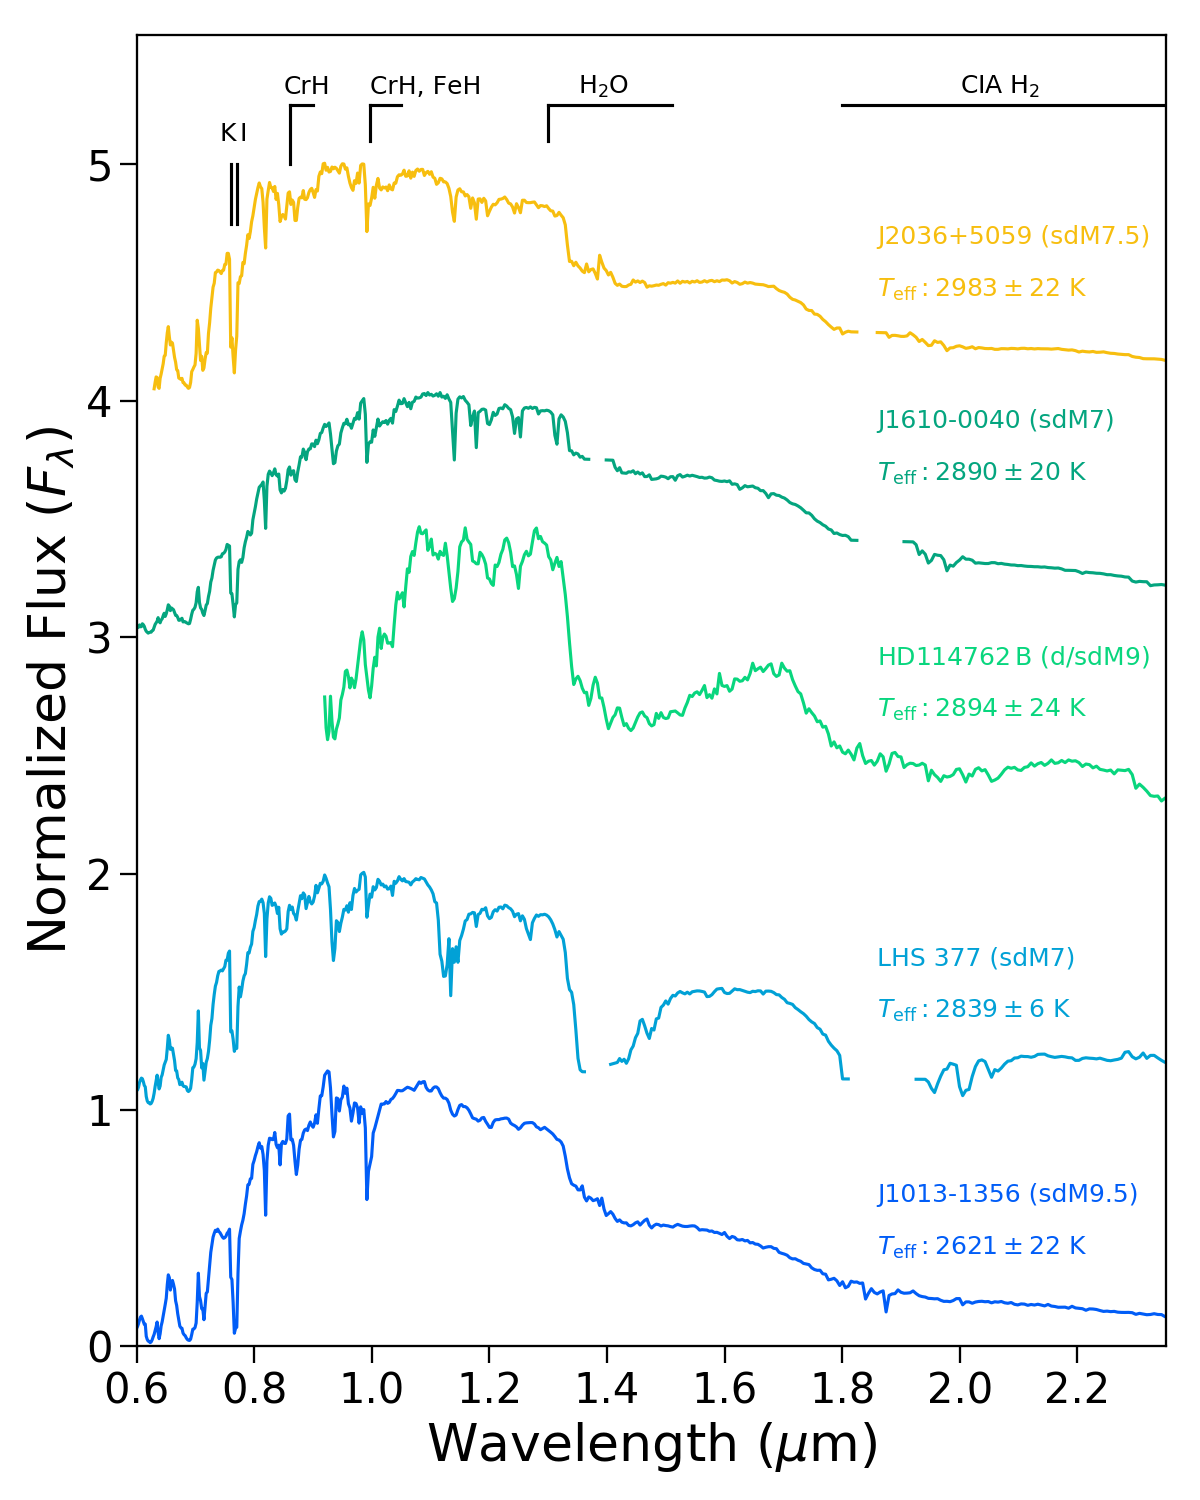 CrH
CrH, FeH
H₂O
CIA H₂
K I
5
J2036+5059 (sdM7.5)
T_eff : 2983 ± 22 K
4
J1610-0040 (sdM7)
T_eff : 2890 ± 20 K
3
HD114762 B (d/sdM9)
T_eff : 2894 ± 24 K
2
LHS 377 (sdM7)
T_eff : 2839 ± 6 K
1
J1013-1356 (sdM9.5)
T_eff : 2621 ± 22 K
0
Normalized Flux (F_λ)
0.6 0.8 1.0 1.2 1.4 1.6 1.8 2.0 2.2
Wavelength (μm)